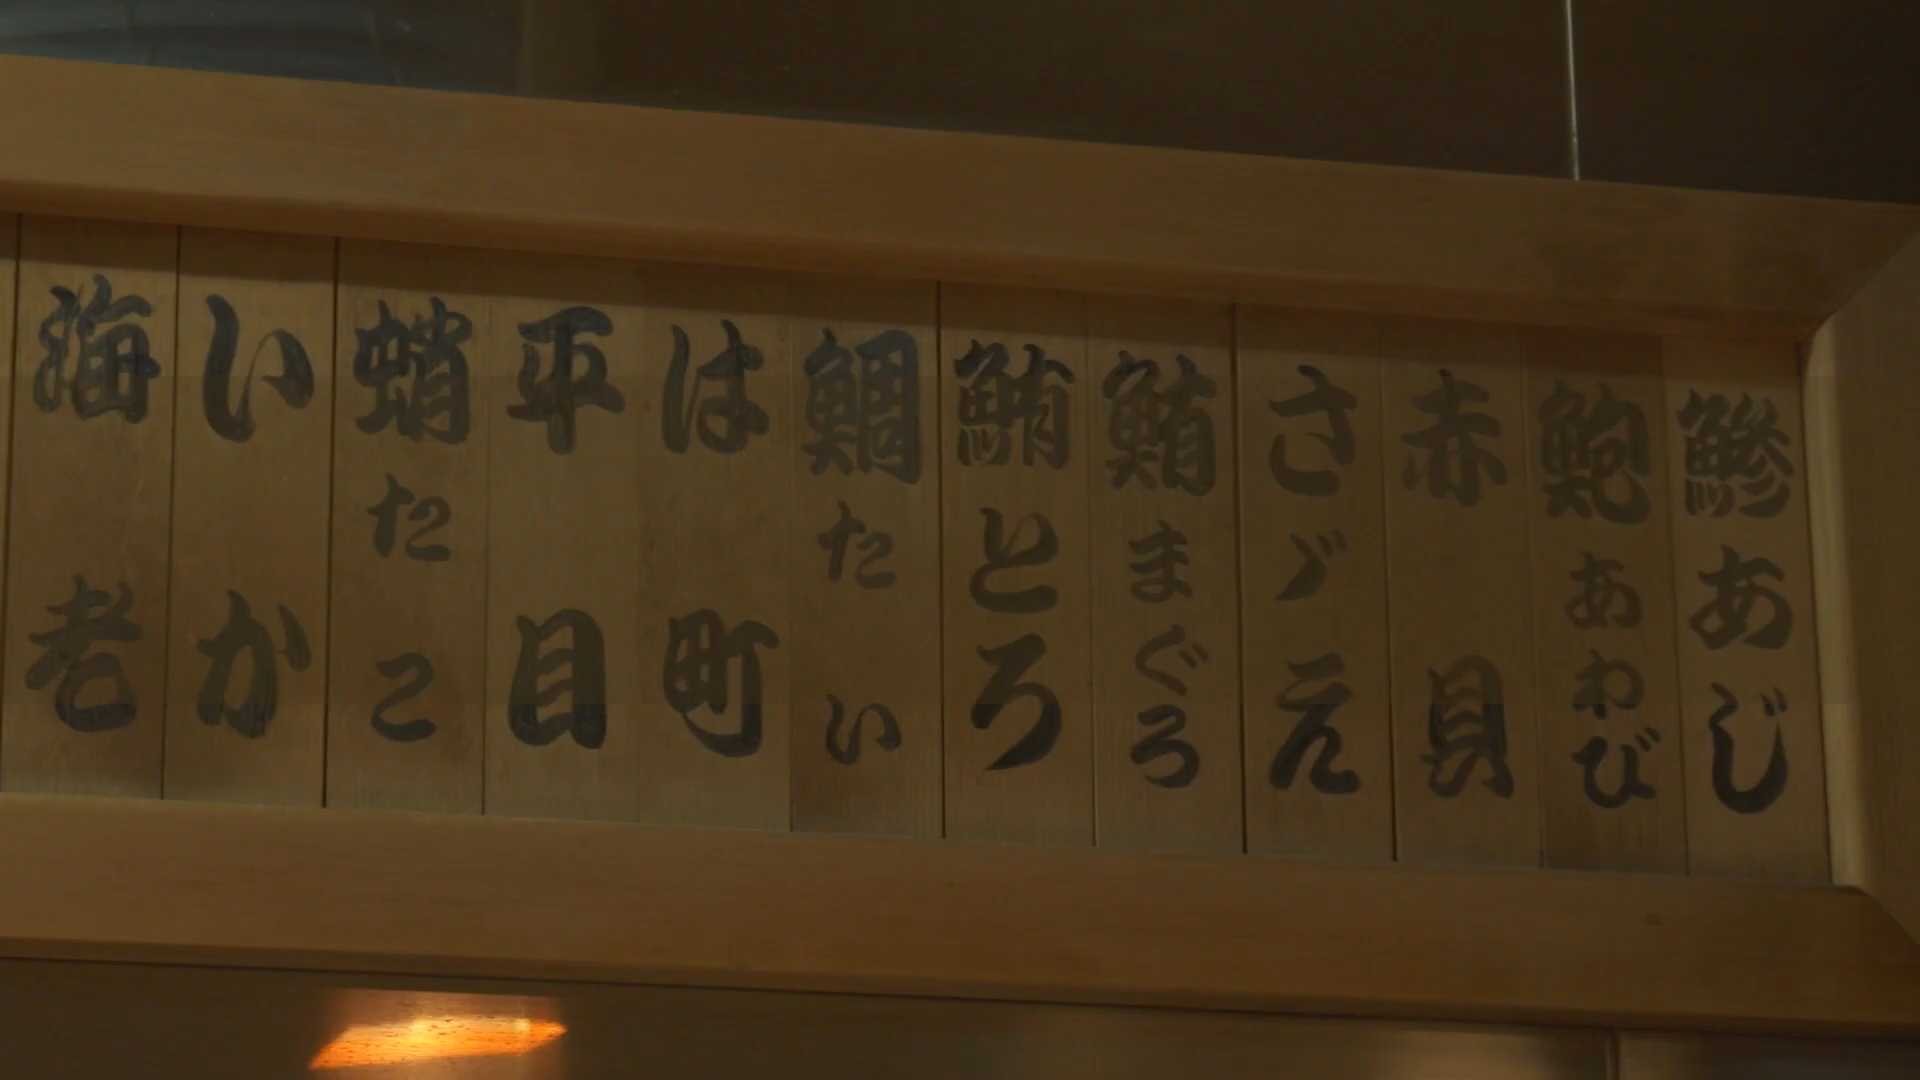 鯵あじ
鮑あわび
赤貝
さゞえ
鮪まぐろ
鮪とろ
鯛たい
は町
平目
蛸たこ
いか
海老